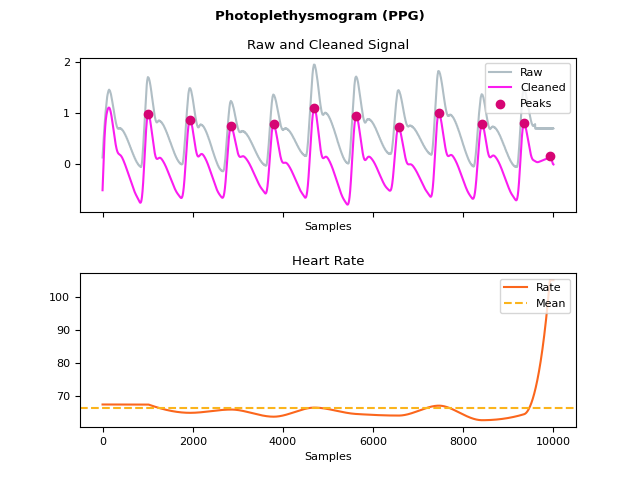 Photoplethysmogram (PPG)
Raw and Cleaned Signal
2
1
0
Raw
Cleaned
Peaks
Samples
Heart Rate
100
90
80
70
Rate
Mean
0 2000 4000 6000 8000 10000
Samples